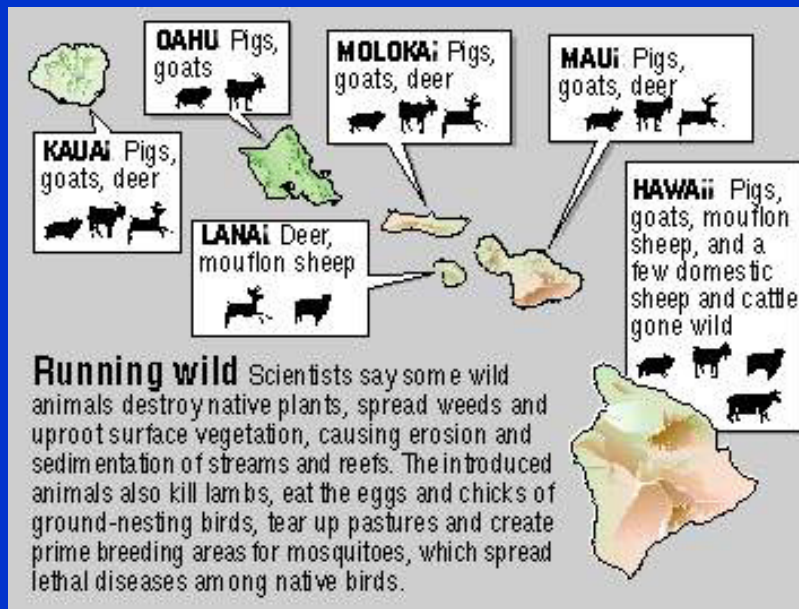 OAHU Pigs,
goats
MOLOKAi Pigs,
goats, deer
MAUi Pigs,
goats, deer
KAUAi Pigs,
goats, deer
LANAi Deer,
mouflon sheep
HAWAii Pigs,
goats, mouflon
sheep, and a
few domestic
sheep and cattle
gone wild
Running wild Scientists say some wild
animals destroy native plants, spread weeds and
uproot surface vegetation, causing erosion and
sedimentation of streams and reefs. The introduced
animals also kill lambs, eat the eggs and chicks of
ground-nesting birds, tear up pastures and create
prime breeding areas for mosquitoes, which spread
lethal diseases among native birds.